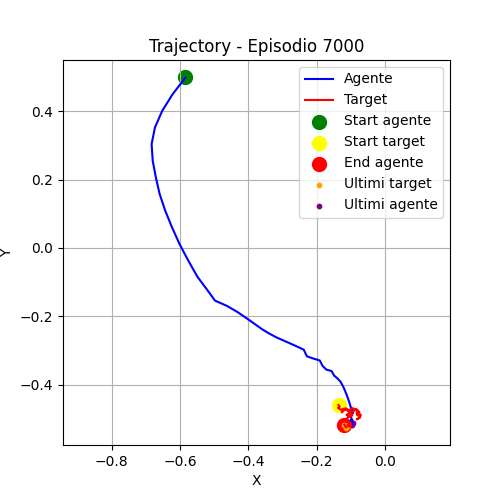 Trajectory - Episodio 7000
Agente
Target
Start agente
Start target
End agente
Ultimi target
Ultimi agente
0.4
0.2
0.0
−0.2
−0.4
Y
−0.8
−0.6
−0.4
−0.2
0.0
X